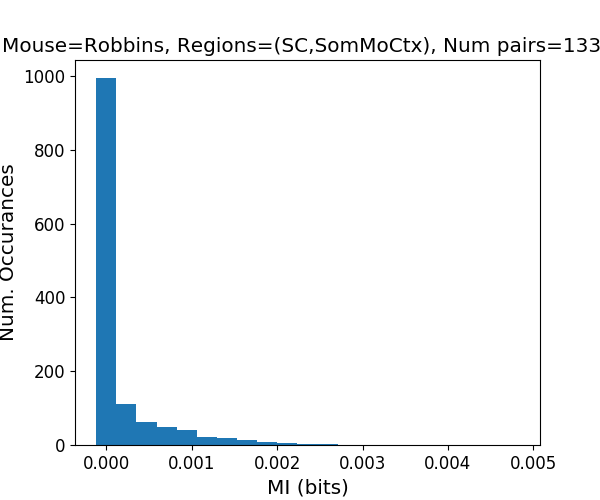 Mouse=Robbins, Regions=(SC,SomMoCtx), Num pairs=133
1000
800
600
400
200
0
Num. Occurances
0.000 0.001 0.002 0.003 0.004 0.005
MI (bits)